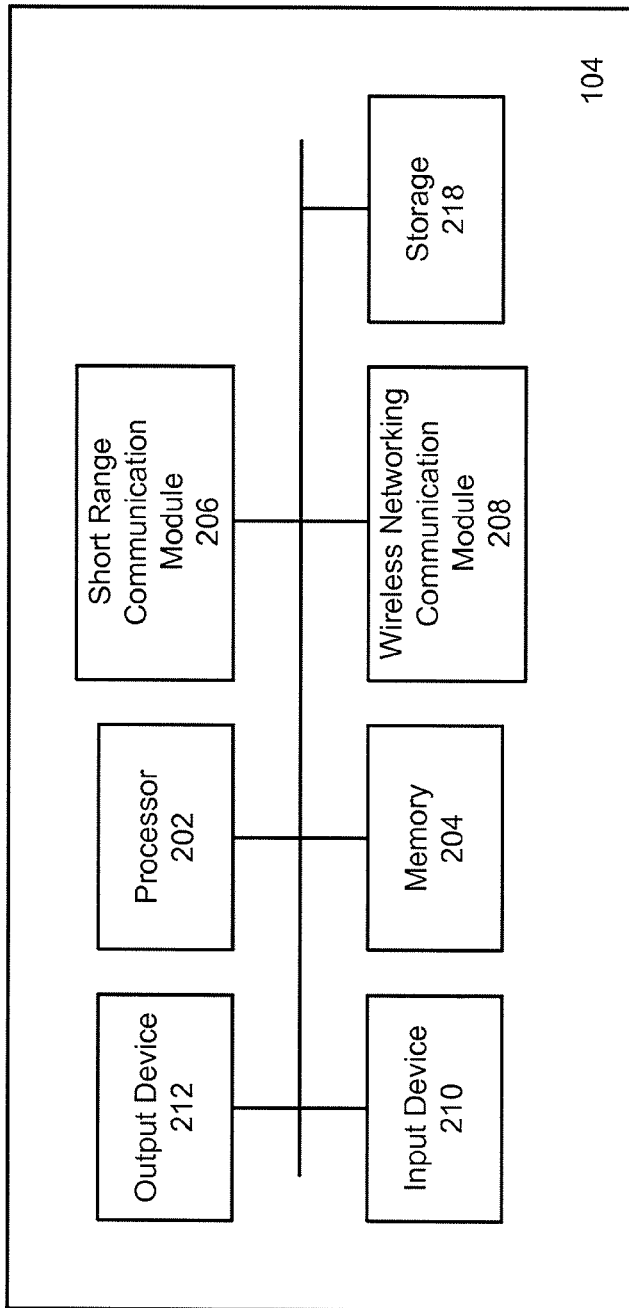 Output Device
212
Processor
202
Short Range
Communication
Module
206
Input Device
210
Memory
204
Wireless Networking
Communication
Module
208
Storage
218
104